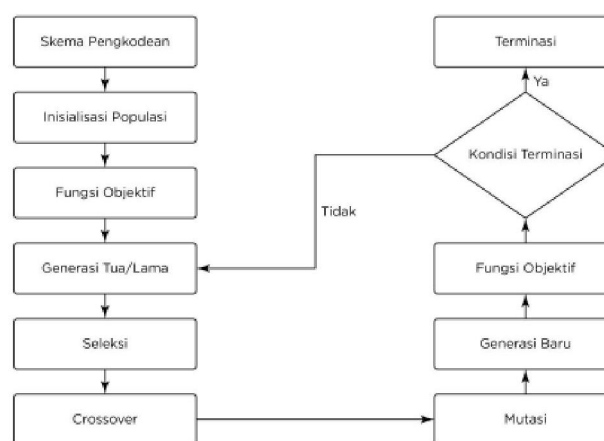 Skema Pengkodean
Inisialisasi Populasi
Fungsi Objektif
Generasi Tua/Lama
Seleksi
Crossover
Mutasi
Generasi Baru
Fungsi Objektif
Kondisi Terminasi
Tidak
Ya
Terminasi